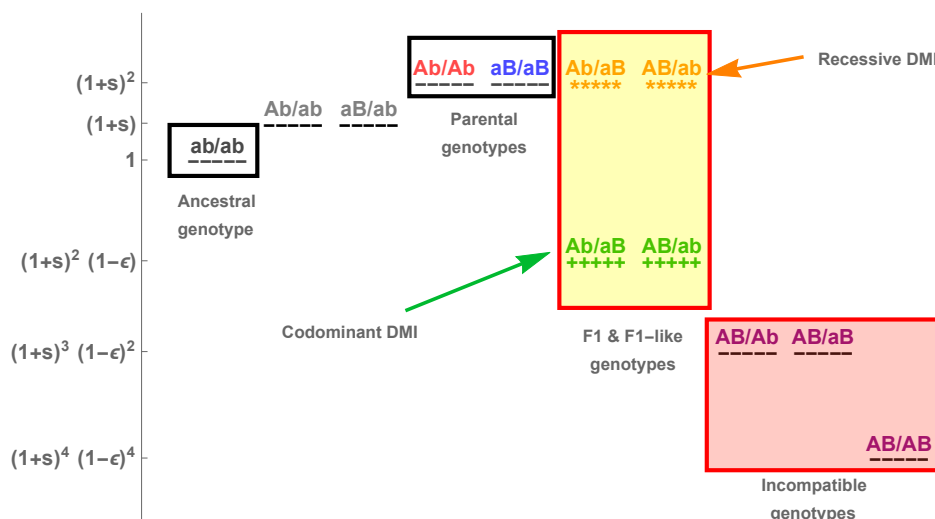 Ab/Ab aB/aB Ab/aB AB/ab
Recessive DMI
(1+s)²
*****  *****
Ab/ab aB/ab
(1+s)
Parental
genotypes
ab/ab
1
Ancestral
genotype
Ab/aB AB/ab
(1+s)² (1−ϵ)
+++++ +++++
Codominant DMI
F1 & F1−like
genotypes
AB/Ab AB/aB
(1+s)³ (1−ϵ)²
AB/AB
(1+s)⁴ (1−ϵ)⁴
Incompatible
genotypes